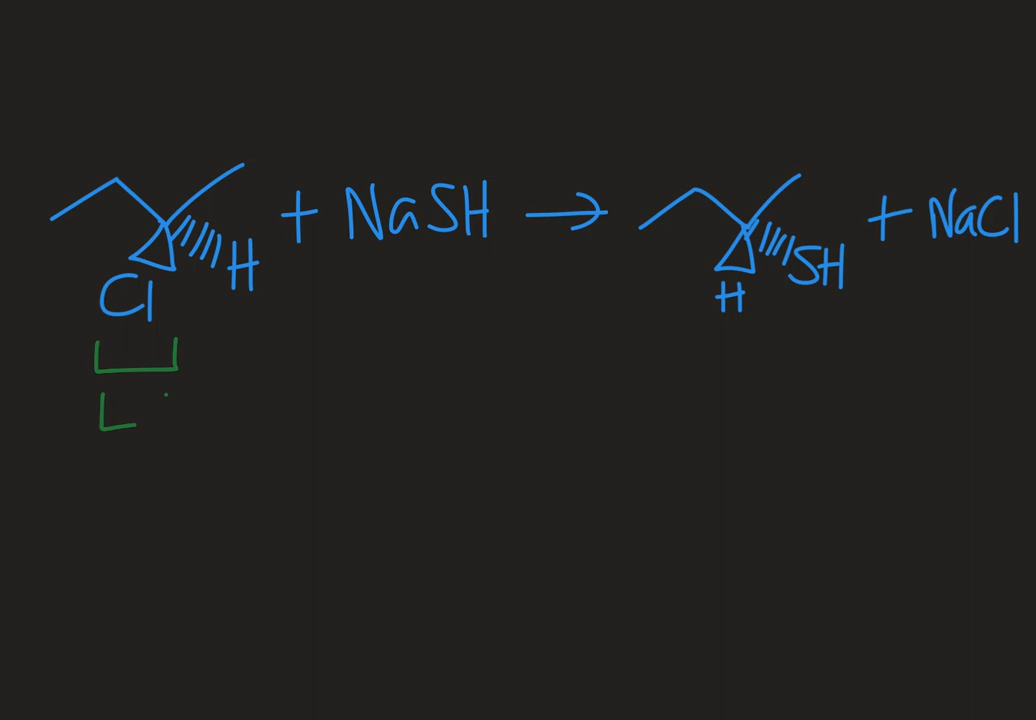 + NaSH → + NaCl
Cl H H SH
L